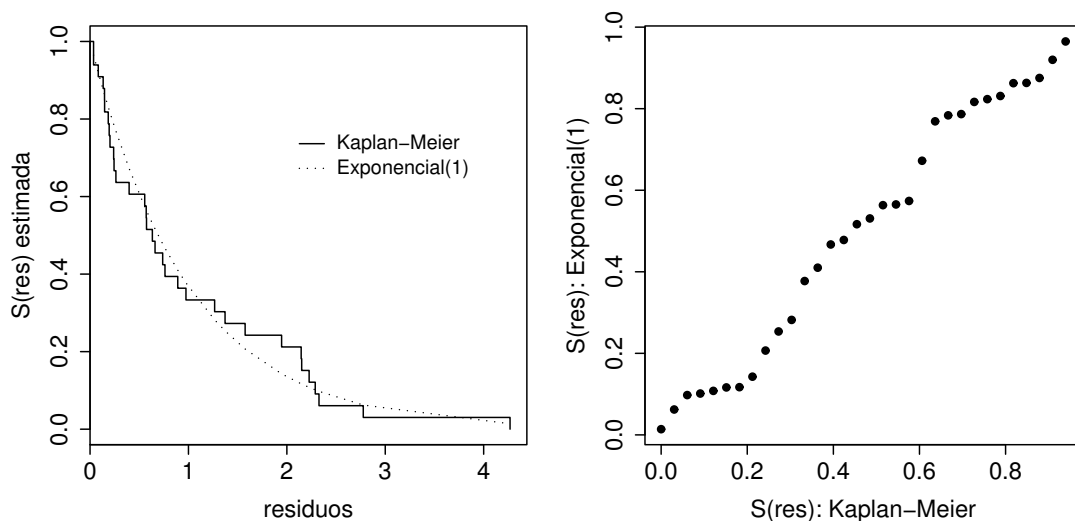 S(res) estimada
1.0
0.8
0.6
0.4
0.2
0.0
Kaplan−Meier
Exponencial(1)
0 1 2 3 4
residuos
S(res): Exponencial(1)
1.0
0.8
0.6
0.4
0.2
0.0
0.0 0.2 0.4 0.6 0.8
S(res): Kaplan−Meier